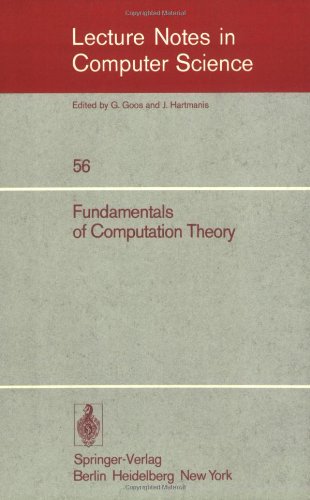 Lecture Notes in
Computer Science
Edited by G. Goos and J. Hartmanis
56
Fundamentals
of Computation Theory
Springer-Verlag
Berlin Heidelberg New York